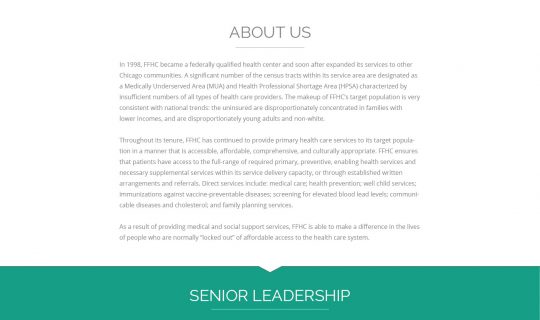 ABOUT US
In 1998, FFHC became a federally qualified health center and soon after expanded its services to other
Chicago communities. A significant number of the census tracts within its service area are designated as
a Medically Underserved Area (MUA) and Health Professional Shortage Area (HPSA) characterized by
insufficient numbers of all types of health care providers. The makeup of FFHC's target population is very
consistent with national trends: the uninsured are disproportionately concentrated in families with
lower incomes, and are disproportionately young adults and non-white.
Throughout its tenure, FFHC has continued to provide primary health care services to its target popula-
tion in a manner that is accessible, affordable, comprehensive, and culturally appropriate. FFHC ensures
that patients have access to the full-range of required primary, preventive, enabling health services and
necessary supplemental services within its service delivery capacity, or through established written
arrangements and referrals. Direct services include: medical care; health prevention; well child services;
immunizations against vaccine-preventable diseases; screening for elevated blood lead levels; communi-
cable diseases and cholesterol; and family planning services.
As a result of providing medical and social support services, FFHC is able to make a difference in the lives
of people who are normally "locked out" of affordable access to the health care system.
SENIOR LEADERSHIP